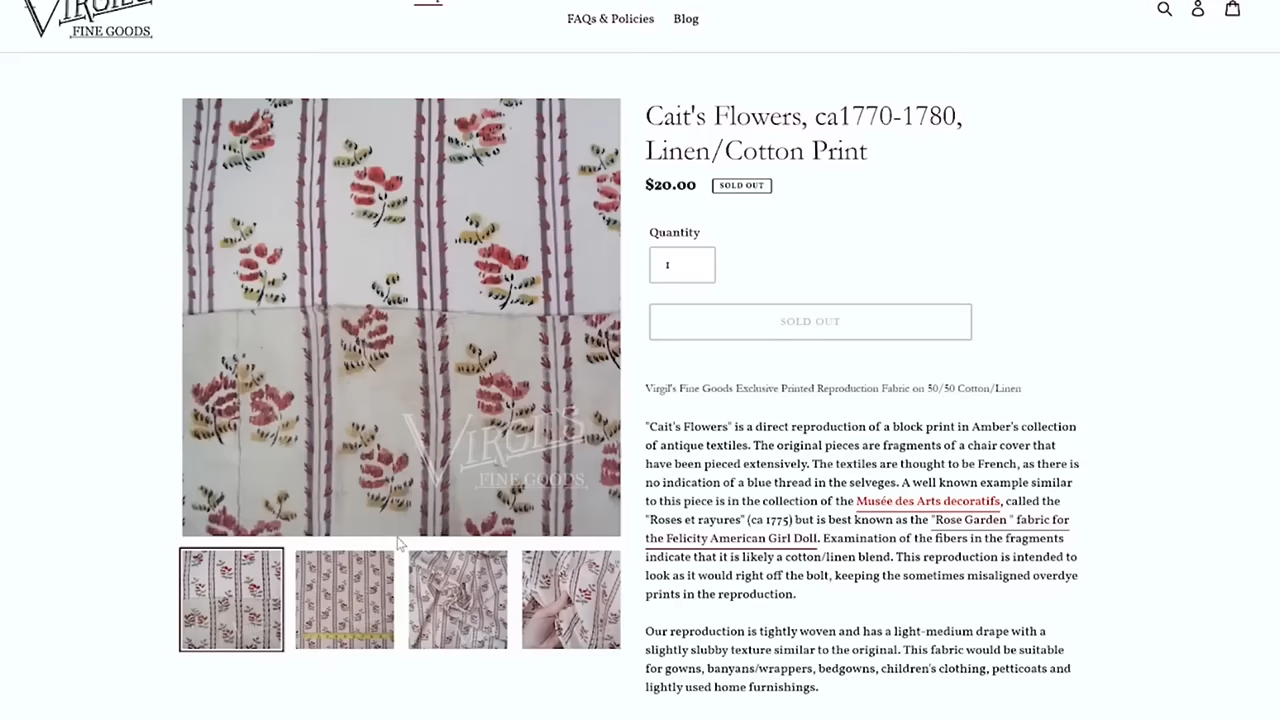 VIRGIL'S
FINE GOODS
FAQs & Policies Blog
Cait's Flowers, ca1770-1780,
Linen/Cotton Print
$20.00 SOLD OUT
Quantity
1
SOLD OUT
Virgil's Fine Goods Exclusive Printed Reproduction Fabric on 50/50 Cotton/Linen
"Cait's Flowers" is a direct reproduction of a block print in Amber's collection
of antique textiles. The original pieces are fragments of a chair cover that
have been pieced extensively. The textiles are thought to be French, as there is
no indication of a blue thread in the selveges. A well known example similar
to this piece is in the collection of the Musée des Arts decoratifs, called the
"Roses et rayures" (ca 1775) but is best known as the "Rose Garden " fabric for
the Felicity American Girl Doll. Examination of the fibers in the fragments
indicate that it is likely a cotton/linen blend. This reproduction is intended to
look as it would right off the bolt, keeping the sometimes misaligned overdye
prints in the reproduction.
Our reproduction is tightly woven and has a light-medium drape with a
slightly slubby texture similar to the original. This fabric would be suitable
for gowns, banyans/wrappers, bedgowns, children's clothing, petticoats and
lightly used home furnishings.
VIRGIL'S
FINE GOODS